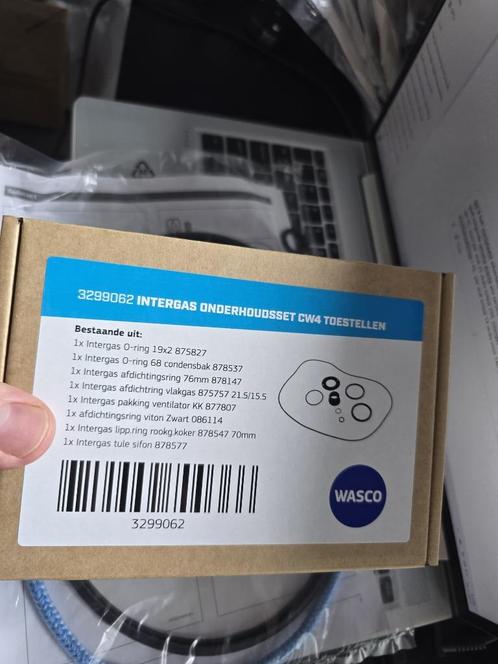 3299062 INTERGAS ONDERHOUDSSET CW4 TOESTELLEN
Bestaande uit:
1x Intergas O-ring 19x2 875827
1x Intergas O-ring 68 condensbak 878537
1x Intergas afdichtingsring 76mm 878147
1x Intergas afdichtring vlakgas 875757 21.5/15.5
1x Intergas pakking ventilator KK 877807
1x afdichtingsring viton Zwart 086114
1x Intergas lipp.ring rookg.koker 878547 70mm
1x Intergas tule sifon 878577
WASCO
3299062